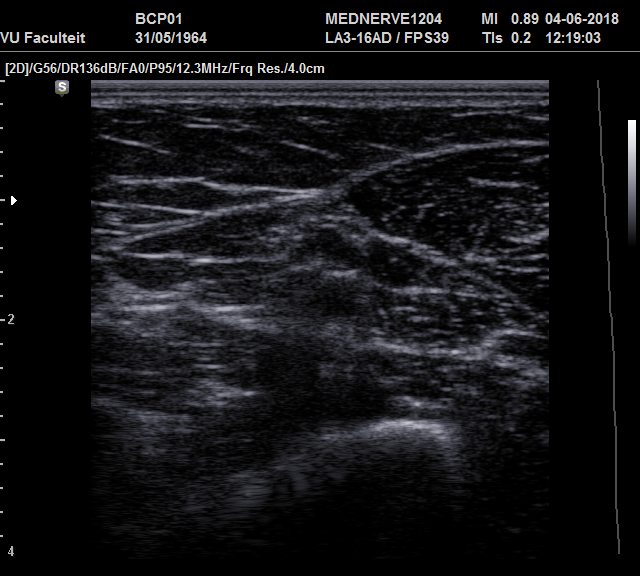 BCP01 MEDNERVE1204 MI 0.89 04-06-2018
VU Faculteit 31/05/1964 LA3-16AD / FPS39 TIs 0.2 12:19:03
[2D]/G56/DR136dB/FA0/P95/12.3MHz/Frq Res./4.0cm
S
2
4